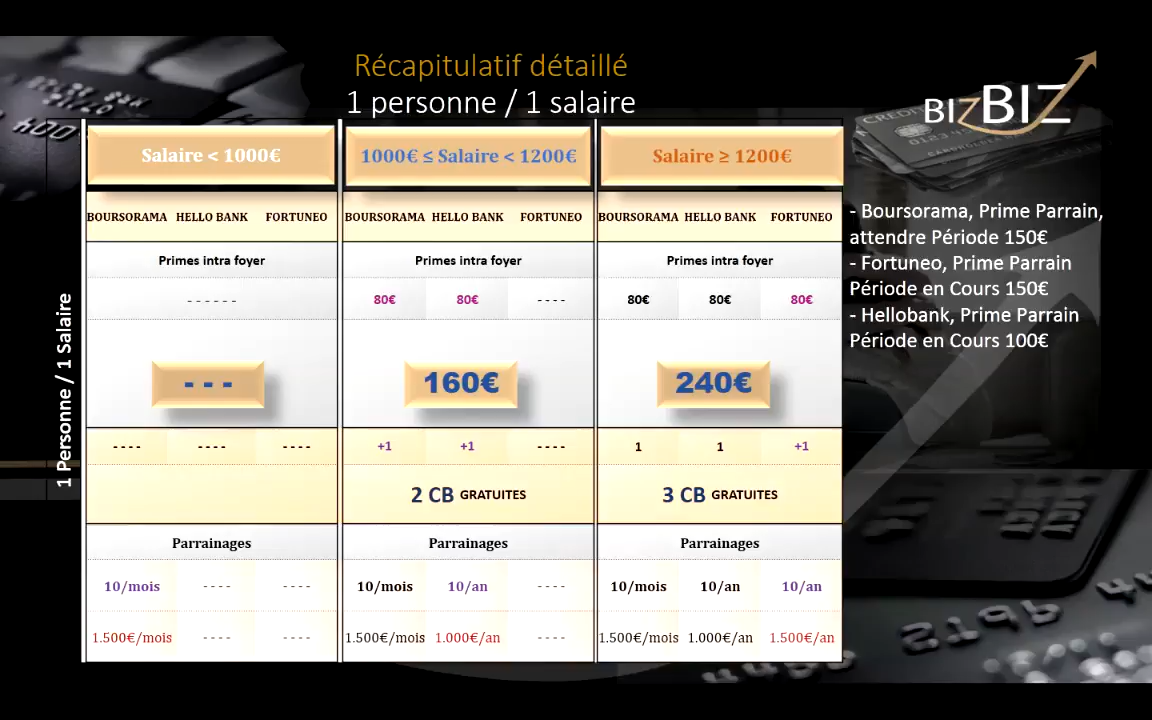 Récapitulatif détaillé
1 personne / 1 salaire
BIZBIZ
Salaire < 1000€ 1000€ ≤ Salaire < 1200€ Salaire ≥ 1200€
BOURSORAMA HELLO BANK FORTUNEO BOURSORAMA HELLO BANK FORTUNEO BOURSORAMA HELLO BANK FORTUNEO
Primes intra foyer Primes intra foyer Primes intra foyer
- - - - - - 80€ 80€ - - - - 80€ 80€ 80€
- - - 160€ 240€
- - - - - - - - - - - - +1 +1 - - - - 1 1 +1
2 CB GRATUITES 3 CB GRATUITES
Parrainages Parrainages Parrainages
10/mois - - - - - - - - 10/mois 10/an - - - - 10/mois 10/an 10/an
1.500€/mois - - - - - - - - 1.500€/mois 1.000€/an - - - - 1.500€/mois 1.000€/an 1.500€/an
1 Personne / 1 Salaire
- Boursorama, Prime Parrain,
attendre Période 150€
- Fortuneo, Prime Parrain
Période en Cours 150€
- Hellobank, Prime Parrain
Période en Cours 100€